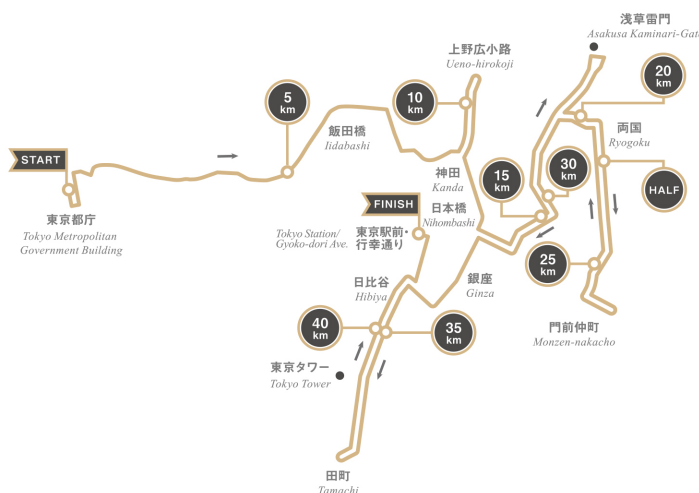 浅草雷門
Asakusa Kaminari-Gate
上野広小路
Ueno-hirokoji
20
km
5
km
10
km
飯田橋
Iidabashi
両国
Ryogoku
START
神田
Kanda
15
km
30
km
HALF
東京都庁
Tokyo Metropolitan
Government Building
FINISH
日本橋
Nihombashi
Tokyo Station/
Gyoko-dori Ave.
東京駅前・
行幸通り
25
km
日比谷
Hibiya
銀座
Ginza
門前仲町
Monzen-nakacho
40
km
35
km
東京タワー
Tokyo Tower
田町
Tamachi